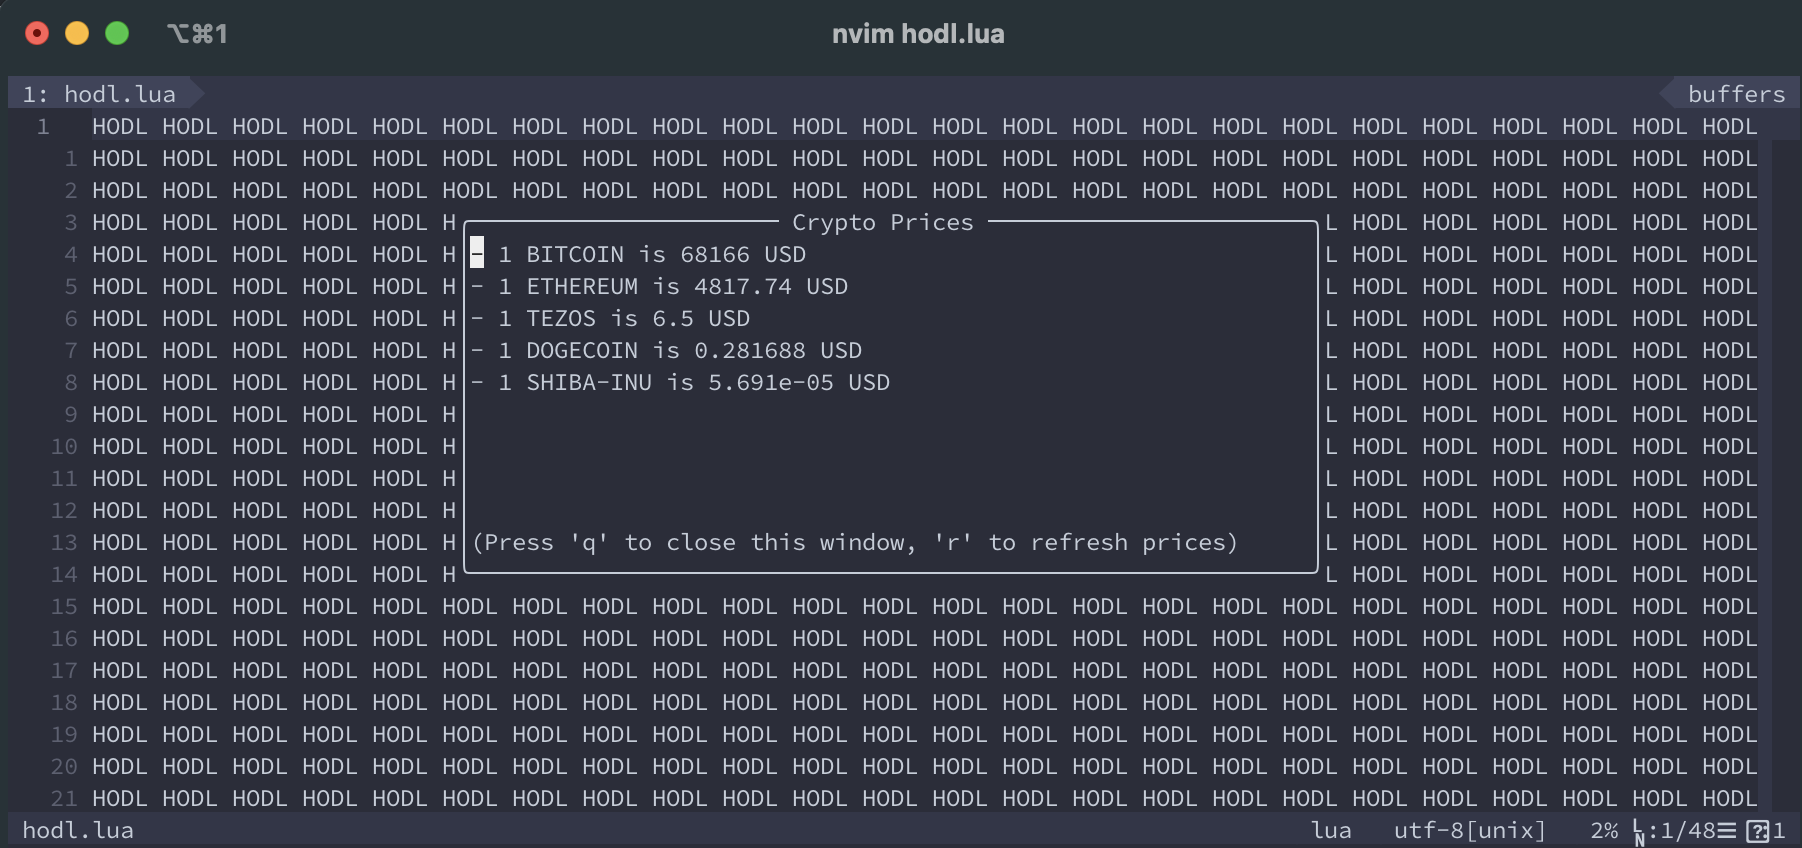 ⌥⌘1 nvim hodl.lua
1: hodl.lua buffers
1 HODL HODL HODL HODL HODL HODL HODL HODL HODL HODL HODL HODL HODL HODL HODL HODL HODL HODL HODL HODL HODL HODL HODL HODL
1 HODL HODL HODL HODL HODL HODL HODL HODL HODL HODL HODL HODL HODL HODL HODL HODL HODL HODL HODL HODL HODL HODL HODL HODL
2 HODL HODL HODL HODL HODL HODL HODL HODL HODL HODL HODL HODL HODL HODL HODL HODL HODL HODL HODL HODL HODL HODL HODL HODL
3 HODL HODL HODL HODL HODL H Crypto Prices L HODL HODL HODL HODL HODL HODL
4 HODL HODL HODL HODL HODL H - 1 BITCOIN is 68166 USD L HODL HODL HODL HODL HODL HODL
5 HODL HODL HODL HODL HODL H - 1 ETHEREUM is 4817.74 USD L HODL HODL HODL HODL HODL HODL
6 HODL HODL HODL HODL HODL H - 1 TEZOS is 6.5 USD L HODL HODL HODL HODL HODL HODL
7 HODL HODL HODL HODL HODL H - 1 DOGECOIN is 0.281688 USD L HODL HODL HODL HODL HODL HODL
8 HODL HODL HODL HODL HODL H - 1 SHIBA-INU is 5.691e-05 USD L HODL HODL HODL HODL HODL HODL
9 HODL HODL HODL HODL HODL H L HODL HODL HODL HODL HODL HODL
10 HODL HODL HODL HODL HODL H L HODL HODL HODL HODL HODL HODL
11 HODL HODL HODL HODL HODL H L HODL HODL HODL HODL HODL HODL
12 HODL HODL HODL HODL HODL H L HODL HODL HODL HODL HODL HODL
13 HODL HODL HODL HODL HODL H (Press 'q' to close this window, 'r' to refresh prices) L HODL HODL HODL HODL HODL HODL
14 HODL HODL HODL HODL HODL H L HODL HODL HODL HODL HODL HODL
15 HODL HODL HODL HODL HODL HODL HODL HODL HODL HODL HODL HODL HODL HODL HODL HODL HODL HODL HODL HODL HODL HODL HODL HODL
16 HODL HODL HODL HODL HODL HODL HODL HODL HODL HODL HODL HODL HODL HODL HODL HODL HODL HODL HODL HODL HODL HODL HODL HODL
17 HODL HODL HODL HODL HODL HODL HODL HODL HODL HODL HODL HODL HODL HODL HODL HODL HODL HODL HODL HODL HODL HODL HODL HODL
18 HODL HODL HODL HODL HODL HODL HODL HODL HODL HODL HODL HODL HODL HODL HODL HODL HODL HODL HODL HODL HODL HODL HODL HODL
19 HODL HODL HODL HODL HODL HODL HODL HODL HODL HODL HODL HODL HODL HODL HODL HODL HODL HODL HODL HODL HODL HODL HODL HODL
20 HODL HODL HODL HODL HODL HODL HODL HODL HODL HODL HODL HODL HODL HODL HODL HODL HODL HODL HODL HODL HODL HODL HODL HODL
21 HODL HODL HODL HODL HODL HODL HODL HODL HODL HODL HODL HODL HODL HODL HODL HODL HODL HODL HODL HODL HODL HODL HODL HODL
hodl.lua lua utf-8[unix] 2% LN:1/48☰ ?1